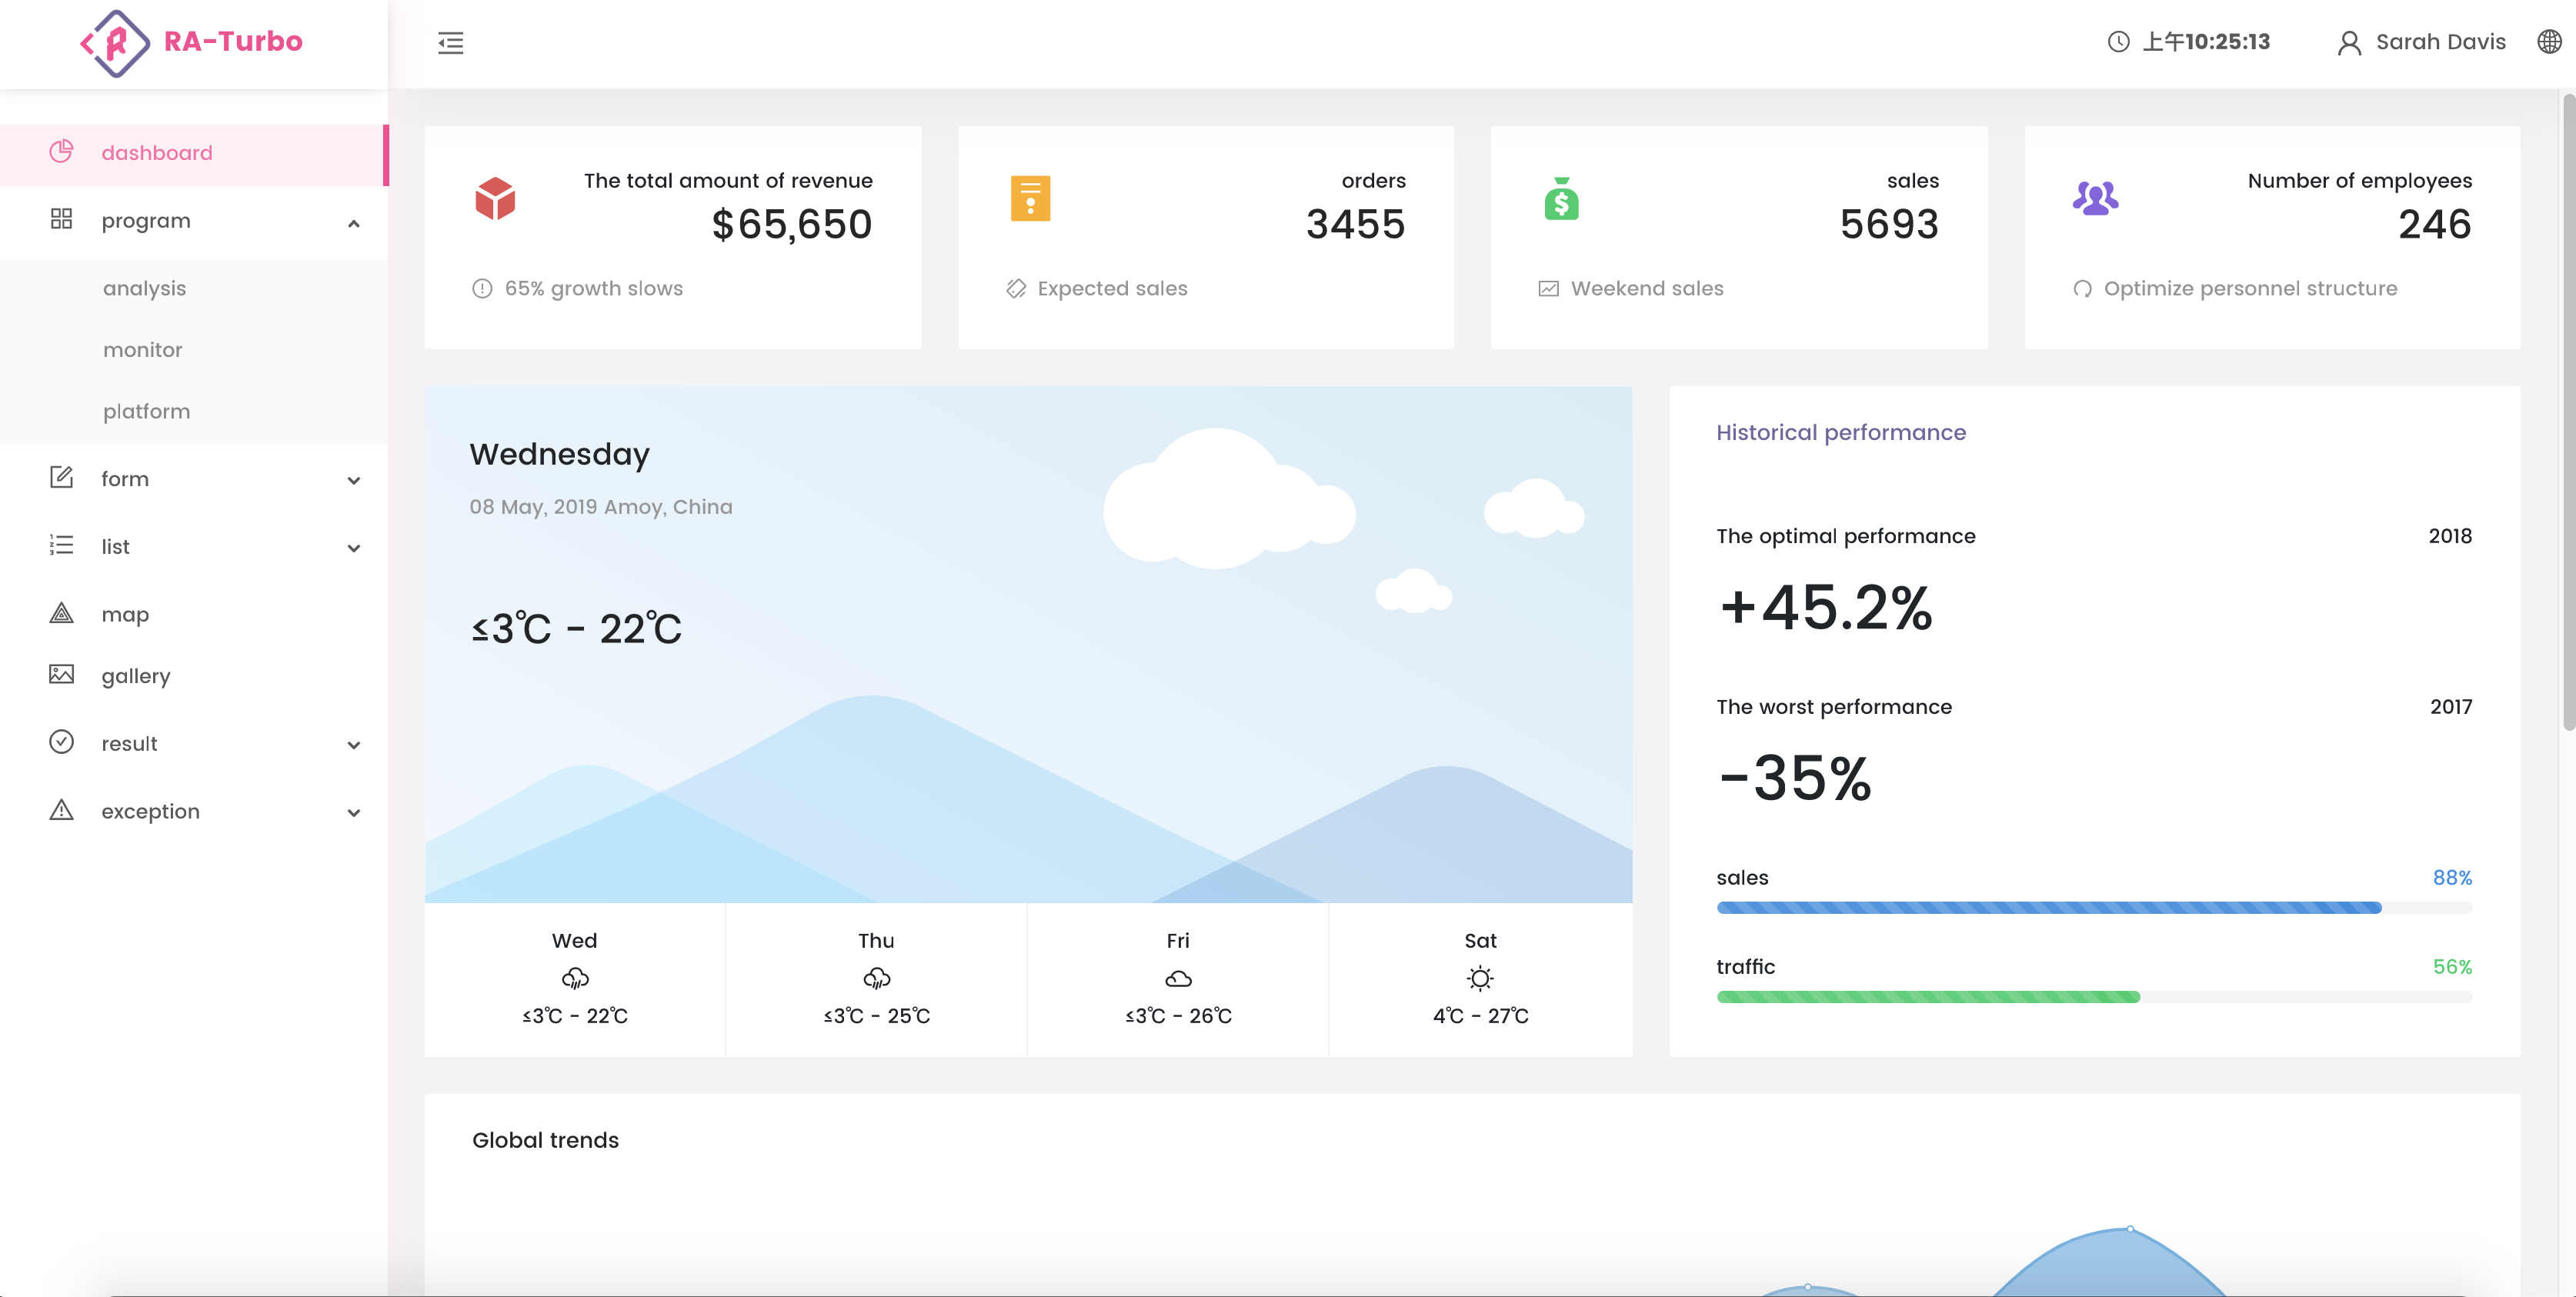 RA-Turbo
上午10:25:13
Sarah Davis
dashboard
program
analysis
monitor
platform
form
list
map
gallery
result
exception
The total amount of revenue
$65,650
65% growth slows
orders
3455
Expected sales
sales
5693
Weekend sales
Number of employees
246
Optimize personnel structure
Wednesday
08 May, 2019 Amoy, China
≤3℃ - 22℃
Wed
≤3℃ - 22℃
Thu
≤3℃ - 25℃
Fri
≤3℃ - 26℃
Sat
4℃ - 27℃
Historical performance
The optimal performance 2018
+45.2%
The worst performance 2017
-35%
sales 88%
traffic 56%
Global trends